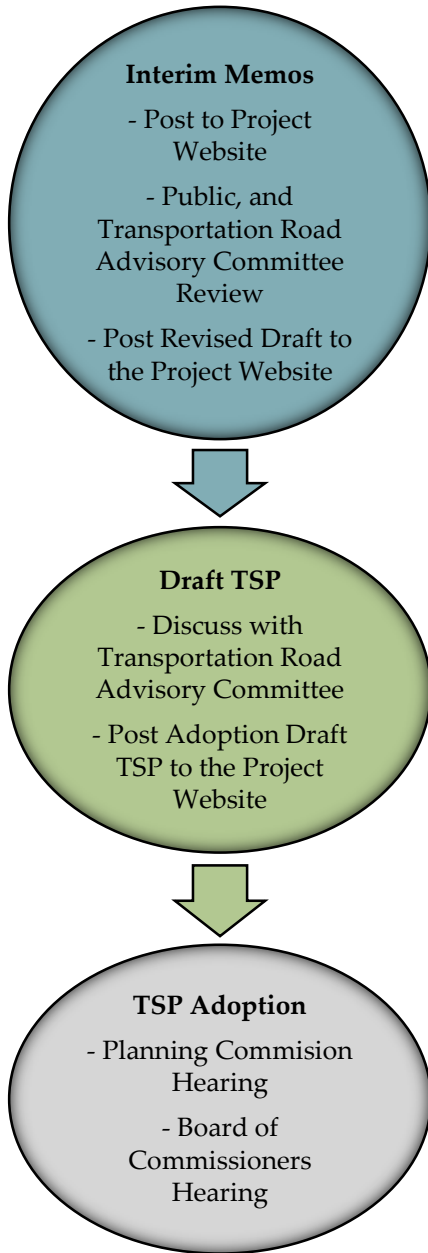 Interim Memos
- Post to Project
Website
- Public, and
Transportation Road
Advisory Committee
Review
- Post Revised Draft to
the Project Website
Draft TSP
- Discuss with
Transportation Road
Advisory Committee
- Post Adoption Draft
TSP to the Project
Website
TSP Adoption
- Planning Commision
Hearing
- Board of
Commissioners
Hearing